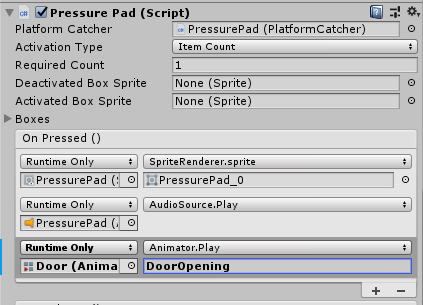 Pressure Pad (Script)
Platform Catcher PressurePad (PlatformCatcher)
Activation Type Item Count
Required Count 1
Deactivated Box Sprite None (Sprite)
Activated Box Sprite None (Sprite)
Boxes
On Pressed ()
Runtime Only SpriteRenderer.sprite
PressurePad (S PressurePad_0
Runtime Only AudioSource.Play
PressurePad (A
Runtime Only Animator.Play
Door (Anima DoorOpening
+ −